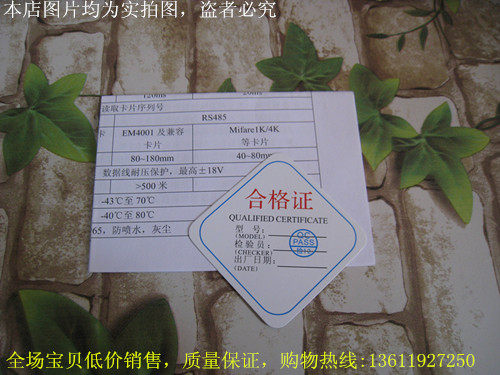 本店图片均为实拍图，盗者必究
120ms
20ms
读取卡片序列号
RS485
卡
EM4001 及兼容
卡片
Mifare1K/4K
等卡片
80~180mm
40~80mm
数据线耐压保护，最高±18V
>500 米
-43℃ 至 70℃
-40℃ 至 80℃
65，防喷水，灰尘
合格证
QUALIFIED CERTIFICATE
型 号:
(MODEL)
检验员:
(CHECKER)
QC
PASS
出厂日期:
(DATE)
全场宝贝低价销售，质量保证，购物热线:13611927250